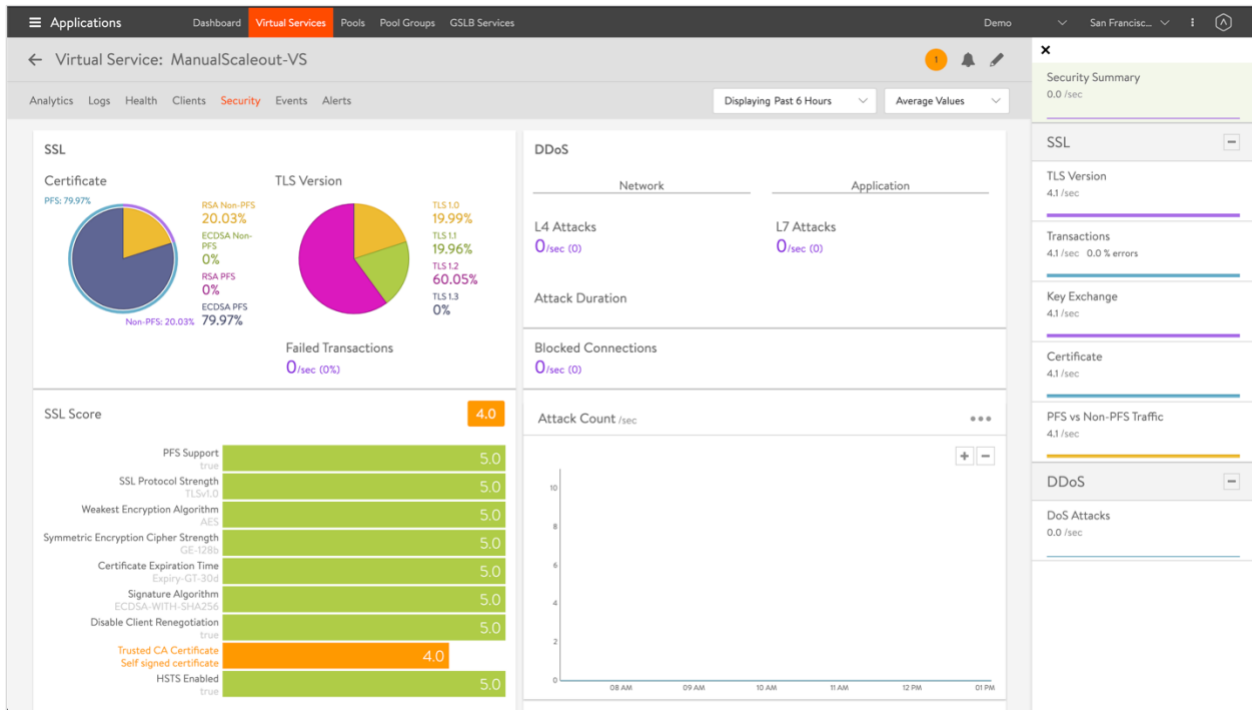 Applications Dashboard Virtual Services Pools Pool Groups GSLB Services Demo San Francisc...
Virtual Service: ManualScaleout-VS 1
Analytics Logs Health Clients Security Events Alerts Displaying Past 6 Hours Average Values
SSL
Certificate
PFS: 79.97%
RSA Non-PFS
20.03%
ECDSA Non-
PFS
0%
RSA PFS
0%
ECDSA PFS
79.97%
Non-PFS: 20.03%
TLS Version
TLS 1.0
19.99%
TLS 1.1
19.96%
TLS 1.2
60.05%
TLS 1.3
0%
Failed Transactions
0/sec (0%)
DDoS
Network Application
L4 Attacks L7 Attacks
0/sec (0) 0/sec (0)
Attack Duration
Blocked Connections
0/sec (0)
SSL Score 4.0
PFS Support 5.0
true
SSL Protocol Strength 5.0
TLSv1.0
Weakest Encryption Algorithm 5.0
AES
Symmetric Encryption Cipher Strength 5.0
GE-128b
Certificate Expiration Time 5.0
Expiry-GT-30d
Signature Algorithm 5.0
ECDSA-WITH-SHA256
Disable Client Renegotiation 5.0
true
Trusted CA Certificate 4.0
Self signed certificate
HSTS Enabled 5.0
true
Attack Count /sec
10
8
6
4
2
0
08 AM 09 AM 10 AM 11 AM 12 PM 01 PM
Security Summary
0.0 /sec
SSL
TLS Version
4.1 /sec
Transactions
4.1 /sec 0.0 % errors
Key Exchange
4.1 /sec
Certificate
4.1 /sec
PFS vs Non-PFS Traffic
4.1 /sec
DDoS
DoS Attacks
0.0 /sec